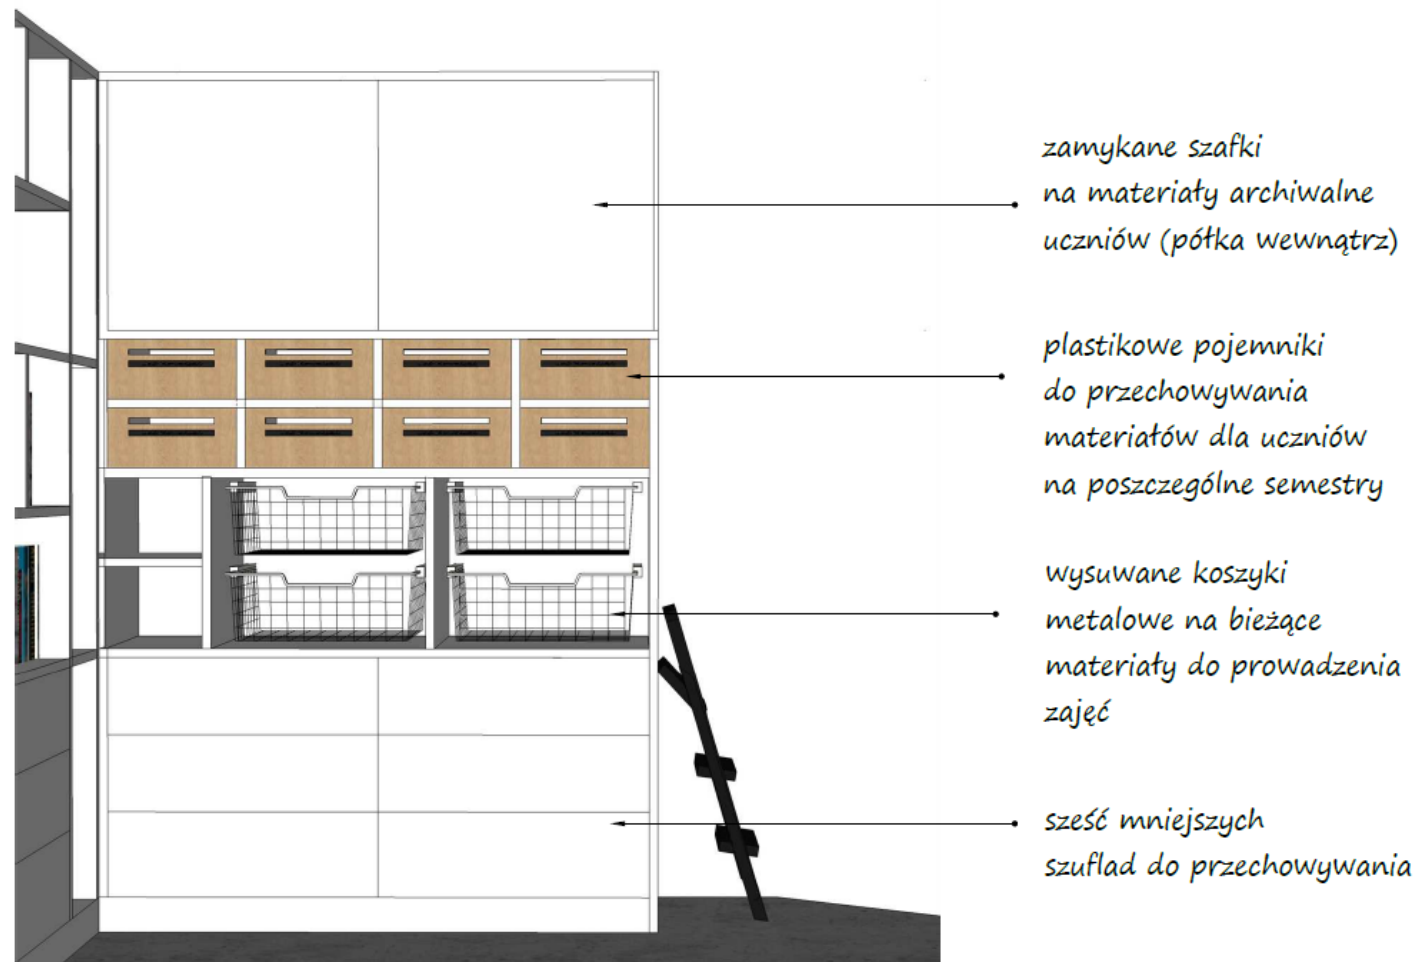 zamykane szafki
na materiały archiwalne
uczniów (półka wewnątrz)
plastikowe pojemniki
do przechowywania
materiałów dla uczniów
na poszczególne semestry
wysuwane koszyki
metalowe na bieżące
materiały do prowadzenia
zajęć
sześć mniejszych
szuflad do przechowywania